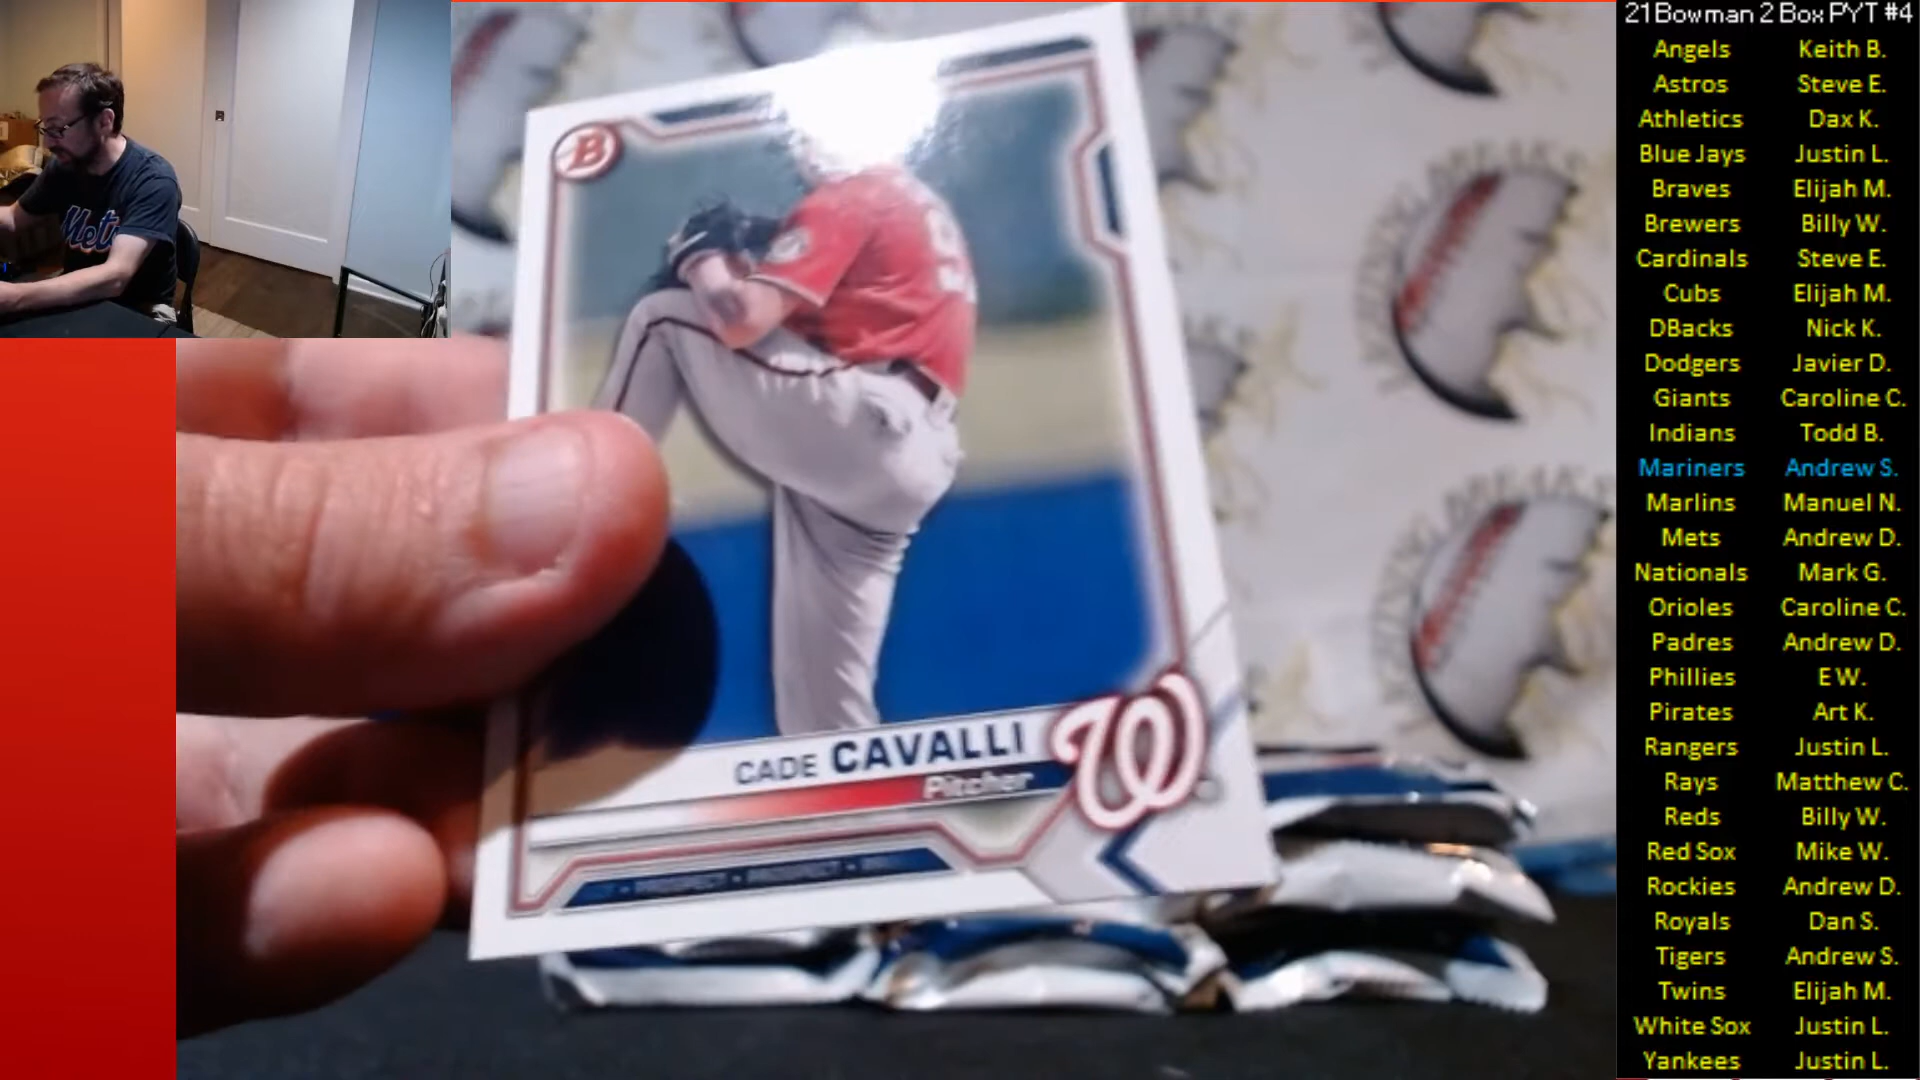 21 Bowman 2 Box PYT #4
Angels Keith B.
Astros Steve E.
Athletics Dax K.
Blue Jays Justin L.
Braves Elijah M.
Brewers Billy W.
Cardinals Steve E.
Cubs Elijah M.
DBacks Nick K.
Dodgers Javier D.
Giants Caroline C.
Indians Todd B.
Mariners Andrew S.
Marlins Manuel N.
Mets Andrew D.
Nationals Mark G.
Orioles Caroline C.
Padres Andrew D.
Phillies E W.
Pirates Art K.
Rangers Justin L.
Rays Matthew C.
Reds Billy W.
Red Sox Mike W.
Rockies Andrew D.
Royals Dan S.
Tigers Andrew S.
Twins Elijah M.
White Sox Justin L.
Yankees Justin L.
Mets
B
CADE CAVALLI
Pitcher
W
PROSPECT • PROSPECT